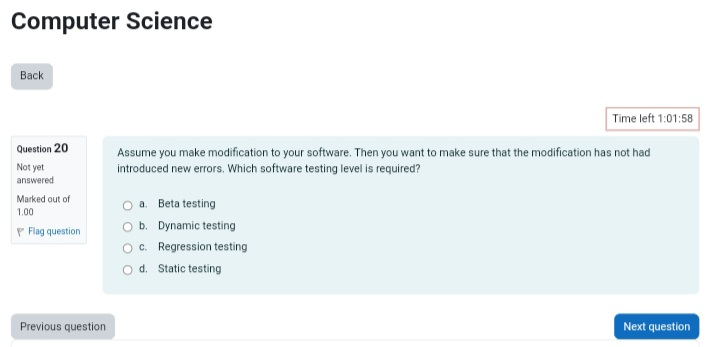 Computer Science
Back
Time left 1:01:58
Question 20
Not yet
answered
Marked out of
1.00
Flag question
Assume you make modification to your software. Then you want to make sure that the modification has not had
introduced new errors. Which software testing level is required?
a. Beta testing
b. Dynamic testing
c. Regression testing
d. Static testing
Previous question
Next question